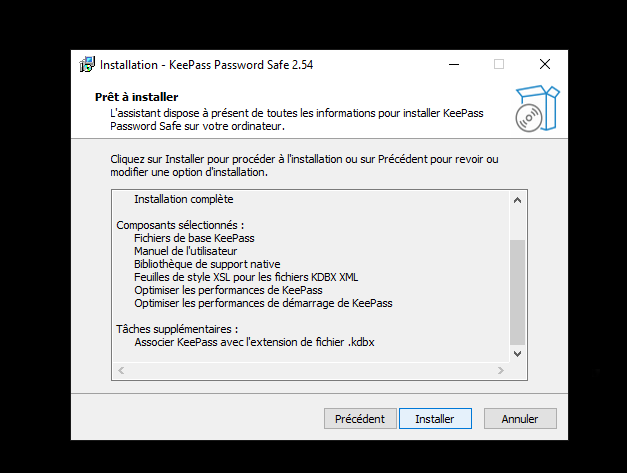 Installation - KeePass Password Safe 2.54
Prêt à installer
L'assistant dispose à présent de toutes les informations pour installer KeePass
Password Safe sur votre ordinateur.
Cliquez sur Installer pour procéder à l'installation ou sur Précédent pour revoir ou
modifier une option d'installation.
Installation complète
Composants sélectionnés :
Fichiers de base KeePass
Manuel de l'utilisateur
Bibliothèque de support native
Feuilles de style XSL pour les fichiers KDBX XML
Optimiser les performances de KeePass
Optimiser les performances de démarrage de KeePass
Tâches supplémentaires :
Associer KeePass avec l'extension de fichier .kdbx
Précédent
Installer
Annuler